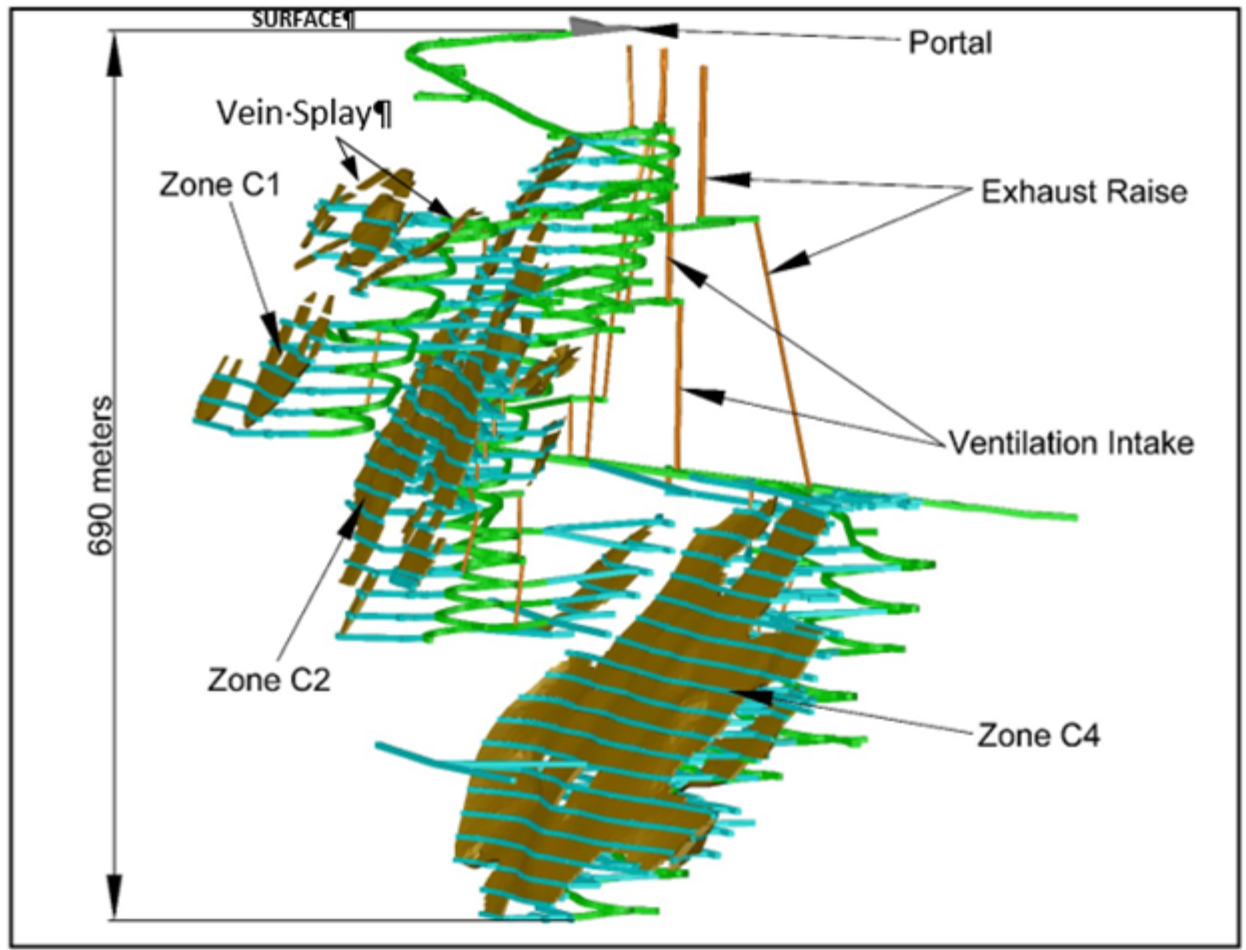 SURFACE¶
Portal
Vein·Splay¶
Zone C1
Exhaust Raise
690 meters
Ventilation Intake
Zone C2
Zone C4